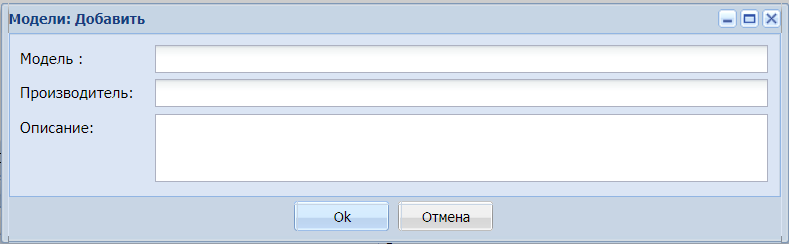 Модели: Добавить
Модель :
Производитель:
Описание:
Ok Отмена